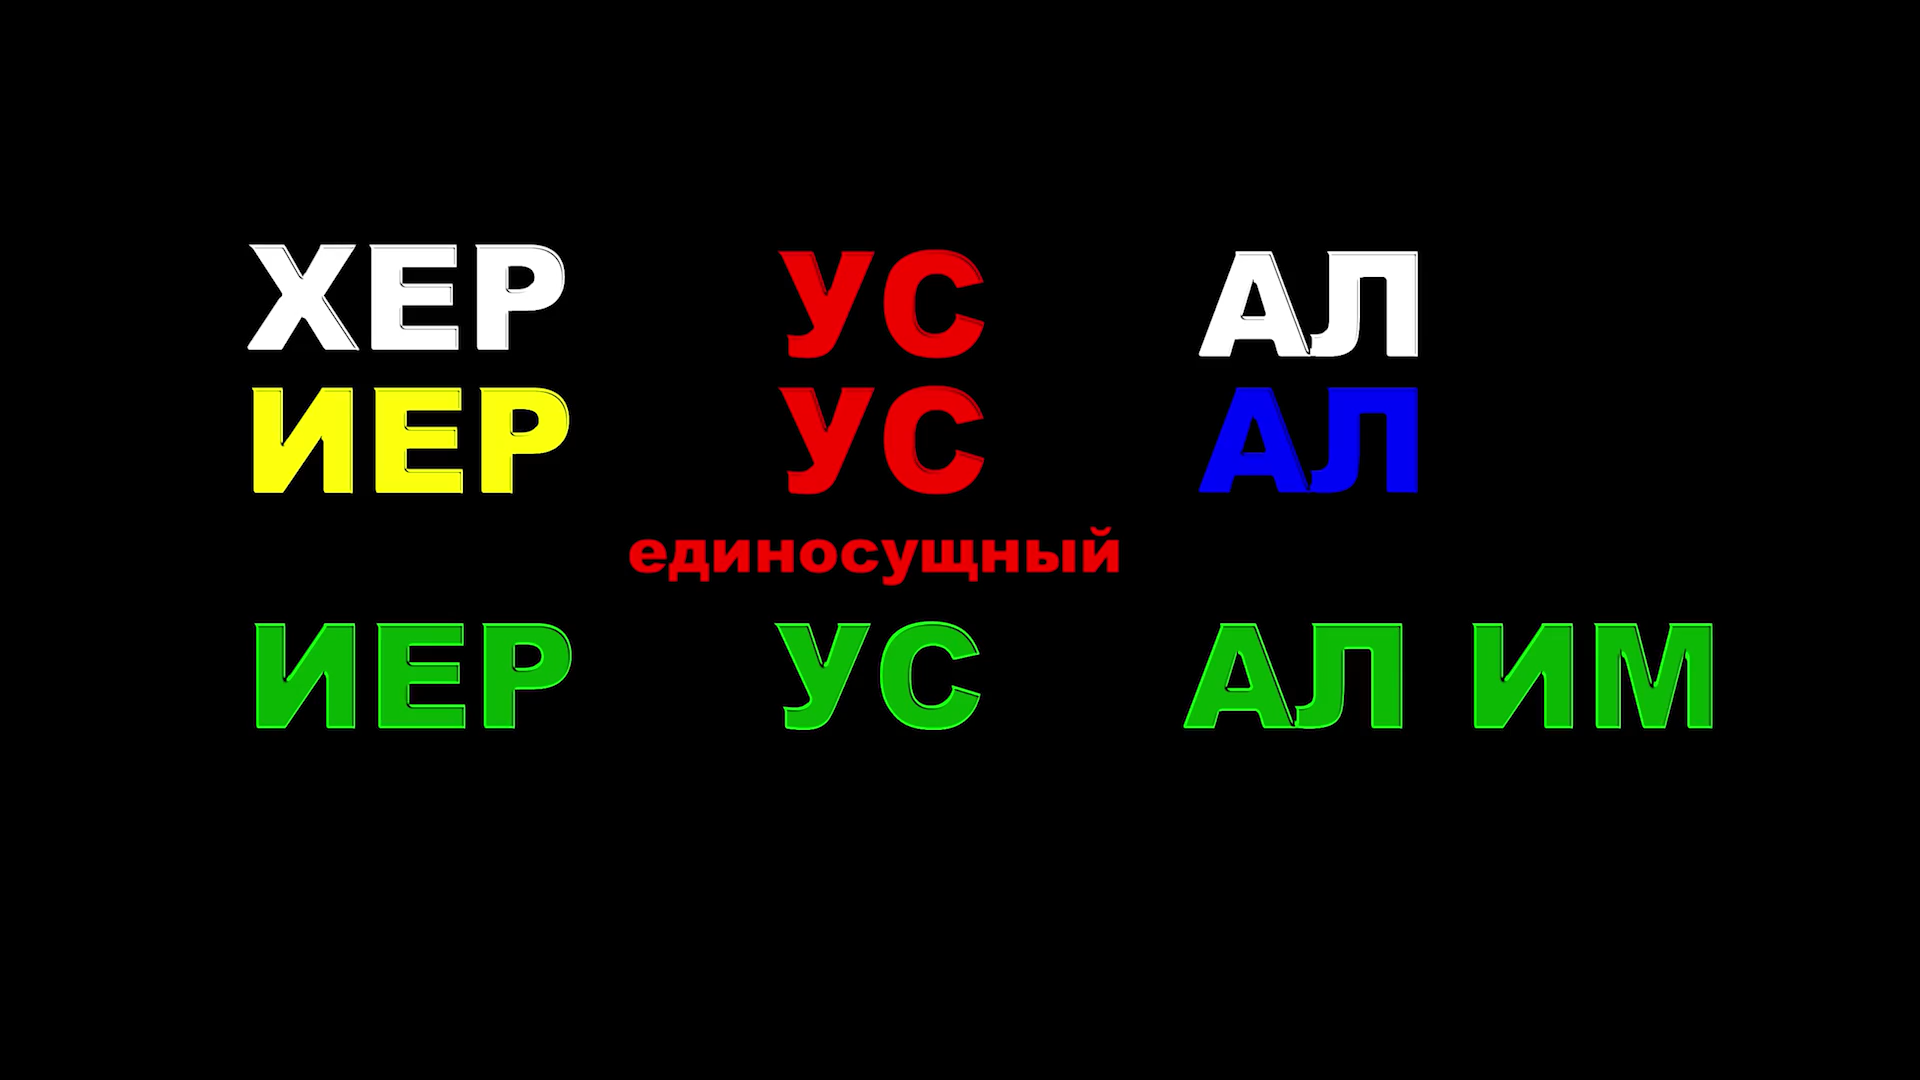 ХЕР УС АЛ
ИЕР УС АЛ
единосущный
ИЕР УС АЛ ИМ